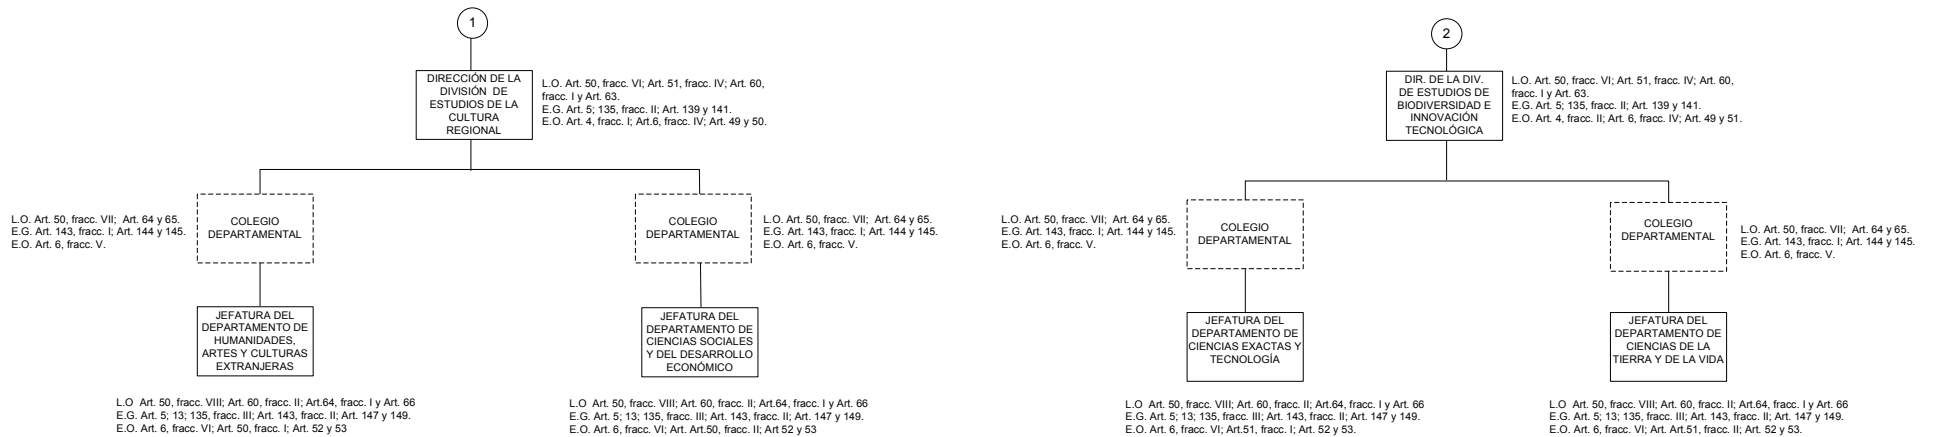 1
DIRECCIÓN DE LA
DIVISIÓN DE
ESTUDIOS DE LA
CULTURA
REGIONAL
L.O. Art. 50, fracc. VI; Art. 51, fracc. IV; Art. 60,
fracc. I y Art. 63.
E.G. Art. 5; 135, fracc. II; Art. 139 y 141.
E.O. Art. 4, fracc. I; Art.6, fracc. IV; Art. 49 y 50.
L.O. Art. 50, fracc. VII; Art. 64 y 65.
E.G. Art. 143, fracc. I; Art. 144 y 145.
E.O. Art. 6, fracc. V.
COLEGIO
DEPARTAMENTAL
COLEGIO
DEPARTAMENTAL
L.O. Art. 50, fracc. VII; Art. 64 y 65.
E.G. Art. 143, fracc. I; Art. 144 y 145.
E.O. Art. 6, fracc. V.
JEFATURA DEL
DEPARTAMENTO DE
HUMANIDADES,
ARTES Y CULTURAS
EXTRANJERAS
L.O Art. 50, fracc. VIII; Art. 60, fracc. II; Art.64, fracc. I y Art. 66
E.G. Art. 5; 13; 135, fracc. III; Art. 143, fracc. II; Art. 147 y 149.
E.O. Art. 6, fracc. VI; Art. 50, fracc. I; Art. 52 y 53
JEFATURA DEL
DEPARTAMENTO DE
CIENCIAS SOCIALES
Y DEL DESARROLLO
ECONÓMICO
L.O Art. 50, fracc. VIII; Art. 60, fracc. II; Art.64, fracc. I y Art. 66
E.G. Art. 5; 13; 135, fracc. III; Art. 143, fracc. II; Art. 147 y 149.
E.O. Art. 6, fracc. VI; Art. Art.50, fracc. II; Art 52 y 53
2
DIR. DE LA DIV.
DE ESTUDIOS DE
BIODIVERSIDAD E
INNOVACIÓN
TECNOLÓGICA
L.O. Art. 50, fracc. VI; Art. 51, fracc. IV; Art. 60,
fracc. I y Art. 63.
E.G. Art. 5; 135, fracc. II; Art. 139 y 141.
E.O. Art. 4, fracc. II; Art. 6, fracc. IV; Art. 49 y 51.
L.O. Art. 50, fracc. VII; Art. 64 y 65.
E.G. Art. 143, fracc. I; Art. 144 y 145.
E.O. Art. 6, fracc. V.
COLEGIO
DEPARTAMENTAL
COLEGIO
DEPARTAMENTAL
L.O. Art. 50, fracc. VII; Art. 64 y 65.
E.G. Art. 143, fracc. I; Art. 144 y 145.
E.O. Art. 6, fracc. V.
JEFATURA DEL
DEPARTAMENTO DE
CIENCIAS EXACTAS Y
TECNOLOGÍA
L.O Art. 50, fracc. VIII; Art. 60, fracc. II; Art.64, fracc. I y Art. 66
E.G. Art. 5; 13; 135, fracc. III; Art. 143, fracc. II; Art. 147 y 149.
E.O. Art. 6, fracc. VI; Art.51, fracc. I; Art. 52 y 53.
JEFATURA DEL
DEPARTAMENTO DE
CIENCIAS DE LA
TIERRA Y DE LA VIDA
L.O Art. 50, fracc. VIII; Art. 60, fracc. II; Art.64, fracc. I y Art. 66
E.G. Art. 5; 13; 135, fracc. III; Art. 143, fracc. II; Art. 147 y 149.
E.O. Art. 6, fracc. VI; Art. Art.51, fracc. II; Art. 52 y 53.